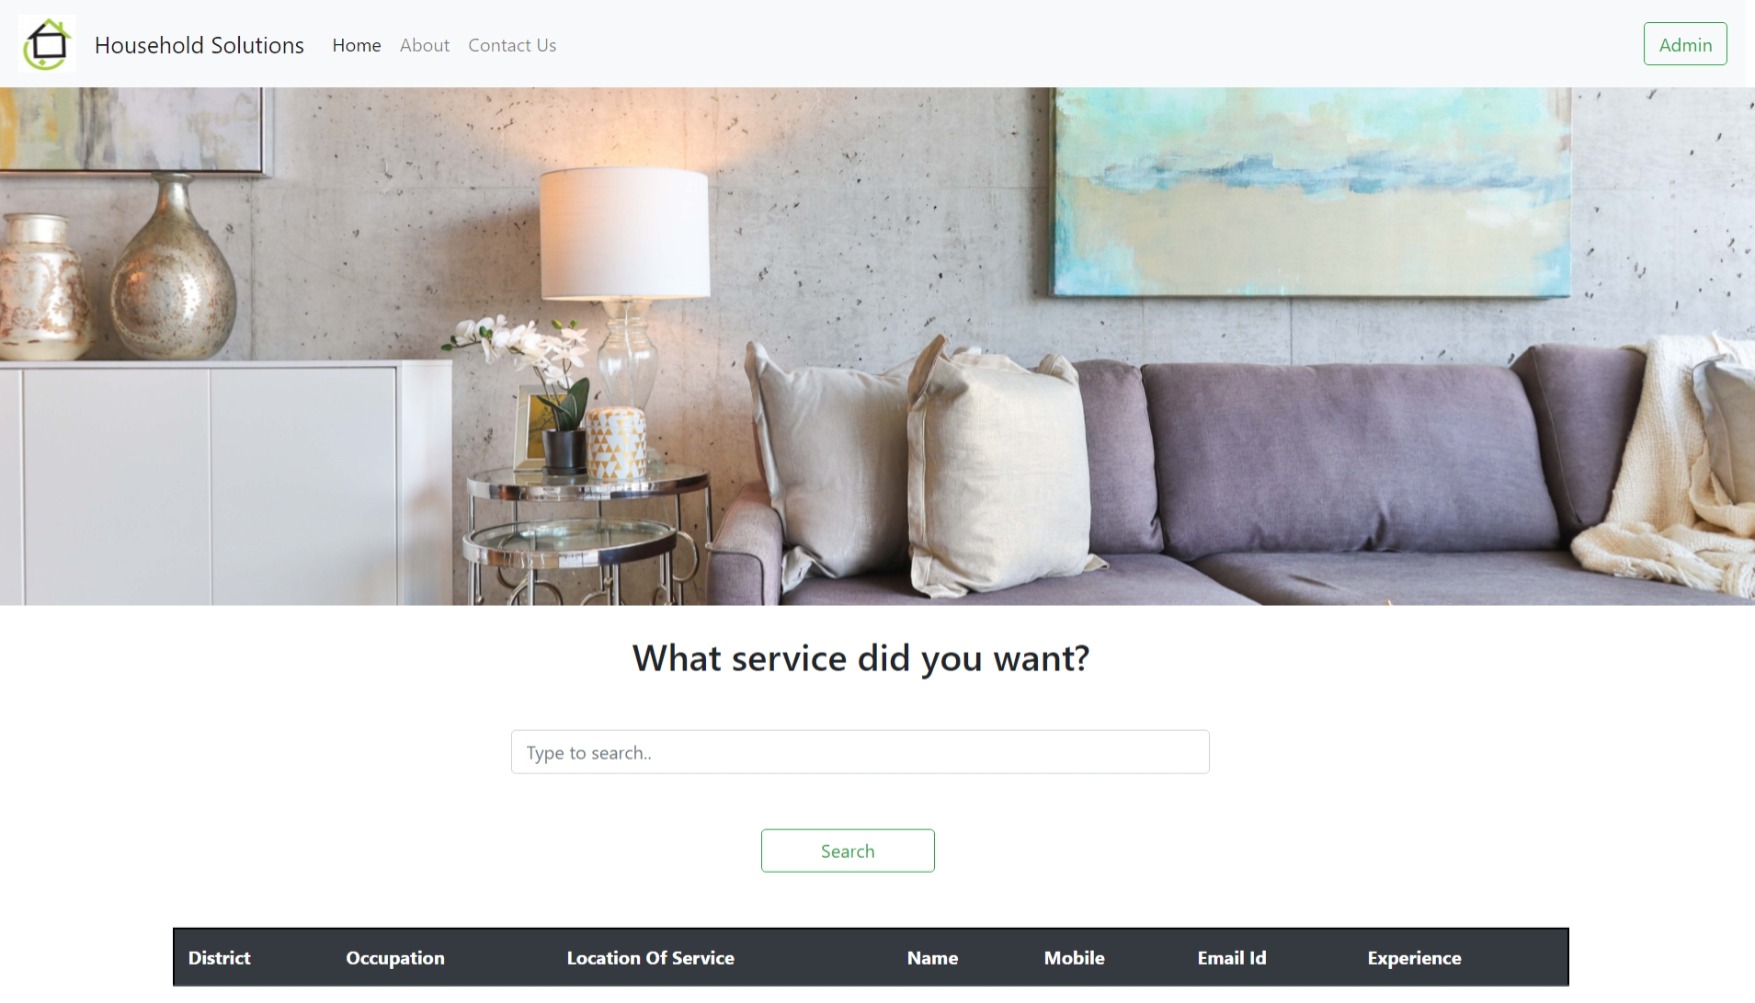 Household Solutions Home About Contact Us Admin
What service did you want?
Type to search..
Search
District Occupation Location Of Service Name Mobile Email Id Experience